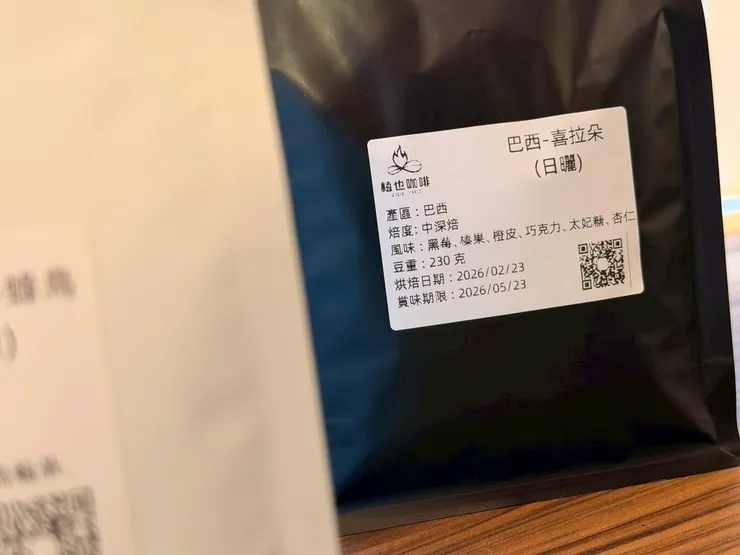 巴西-喜拉朵
(日曬)
植也咖啡
產區：巴西
焙度：中深焙
風味：黑莓、榛果、橙皮、巧克力、太妃糖、杏仁
豆重：230 克
烘焙日期：2026/02/23
賞味期限：2026/05/23